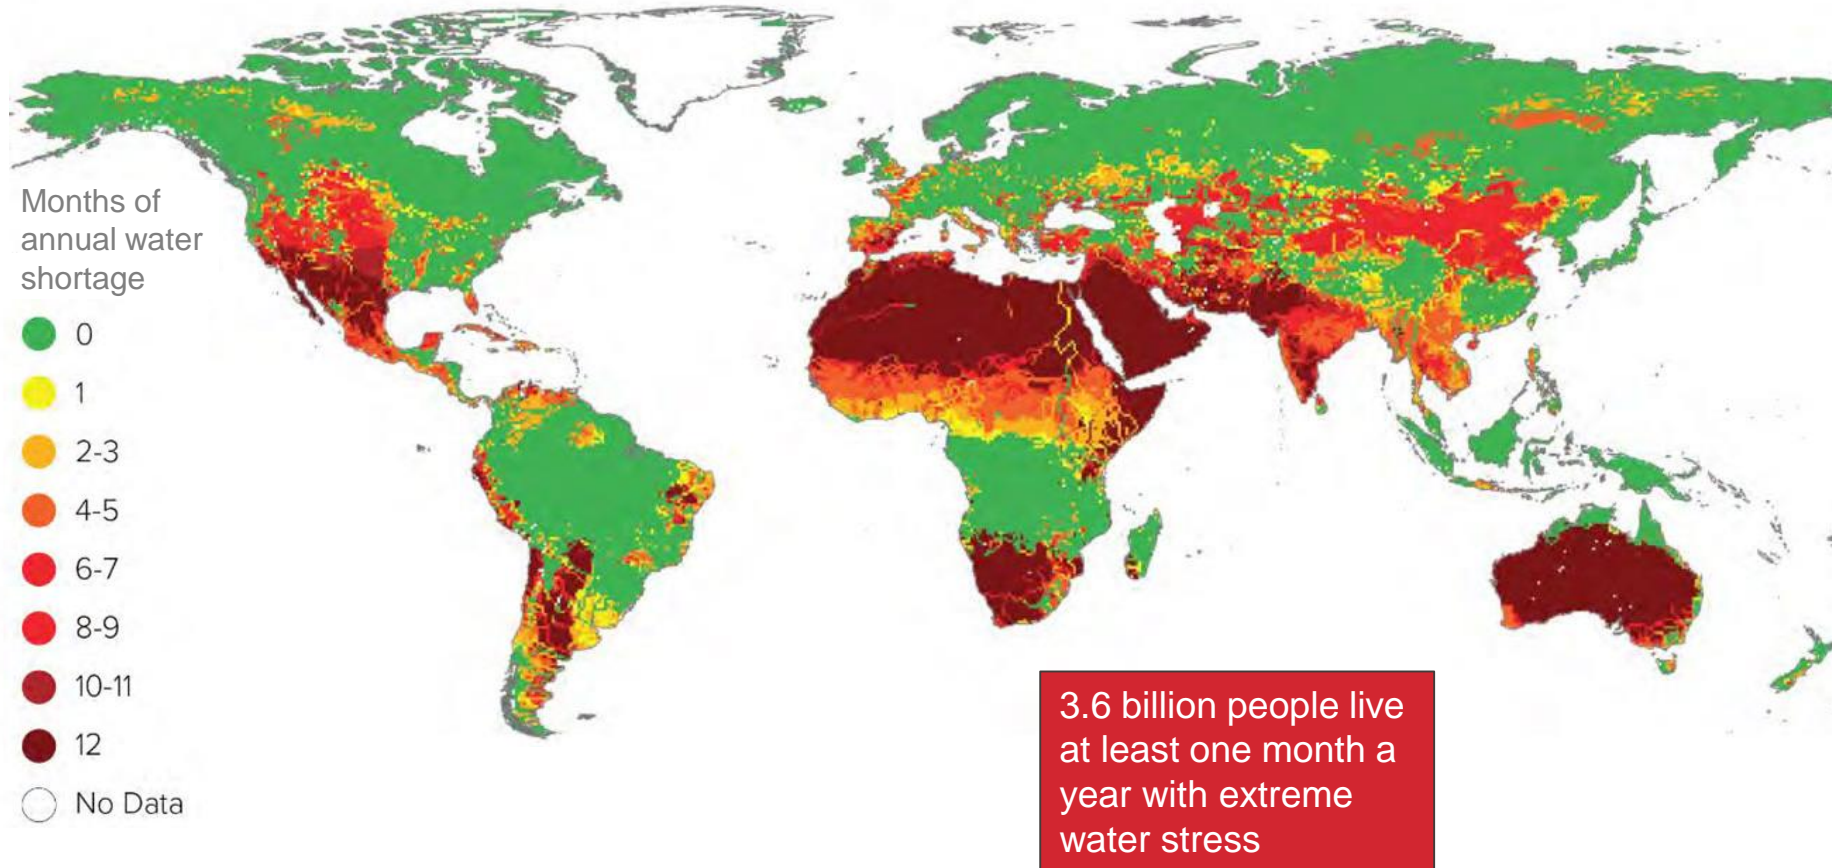 Months of
annual water
shortage
0
1
2-3
4-5
6-7
8-9
10-11
12
No Data
3.6 billion people live
at least one month a
year with extreme
water stress